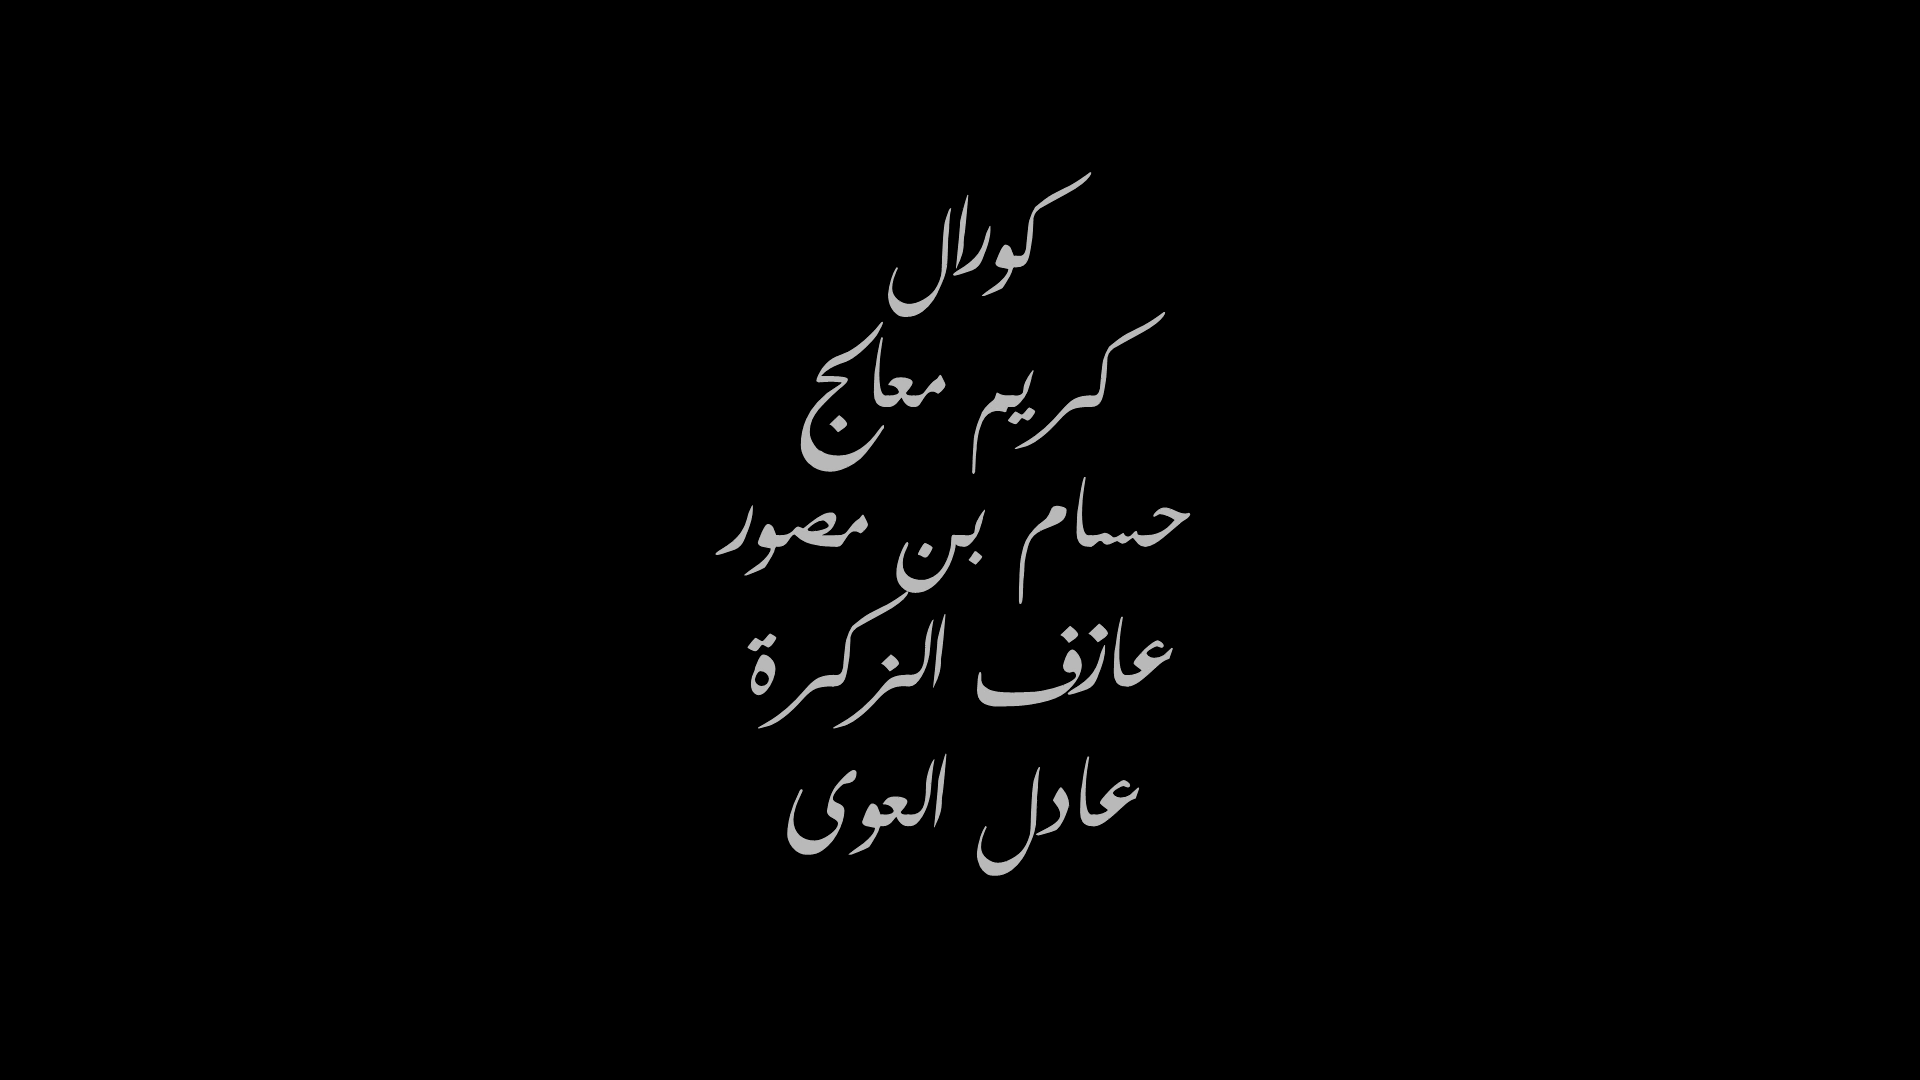 كورال
كريم معالج
حسام بن مصور
عازف الزكرة
عادل العوى